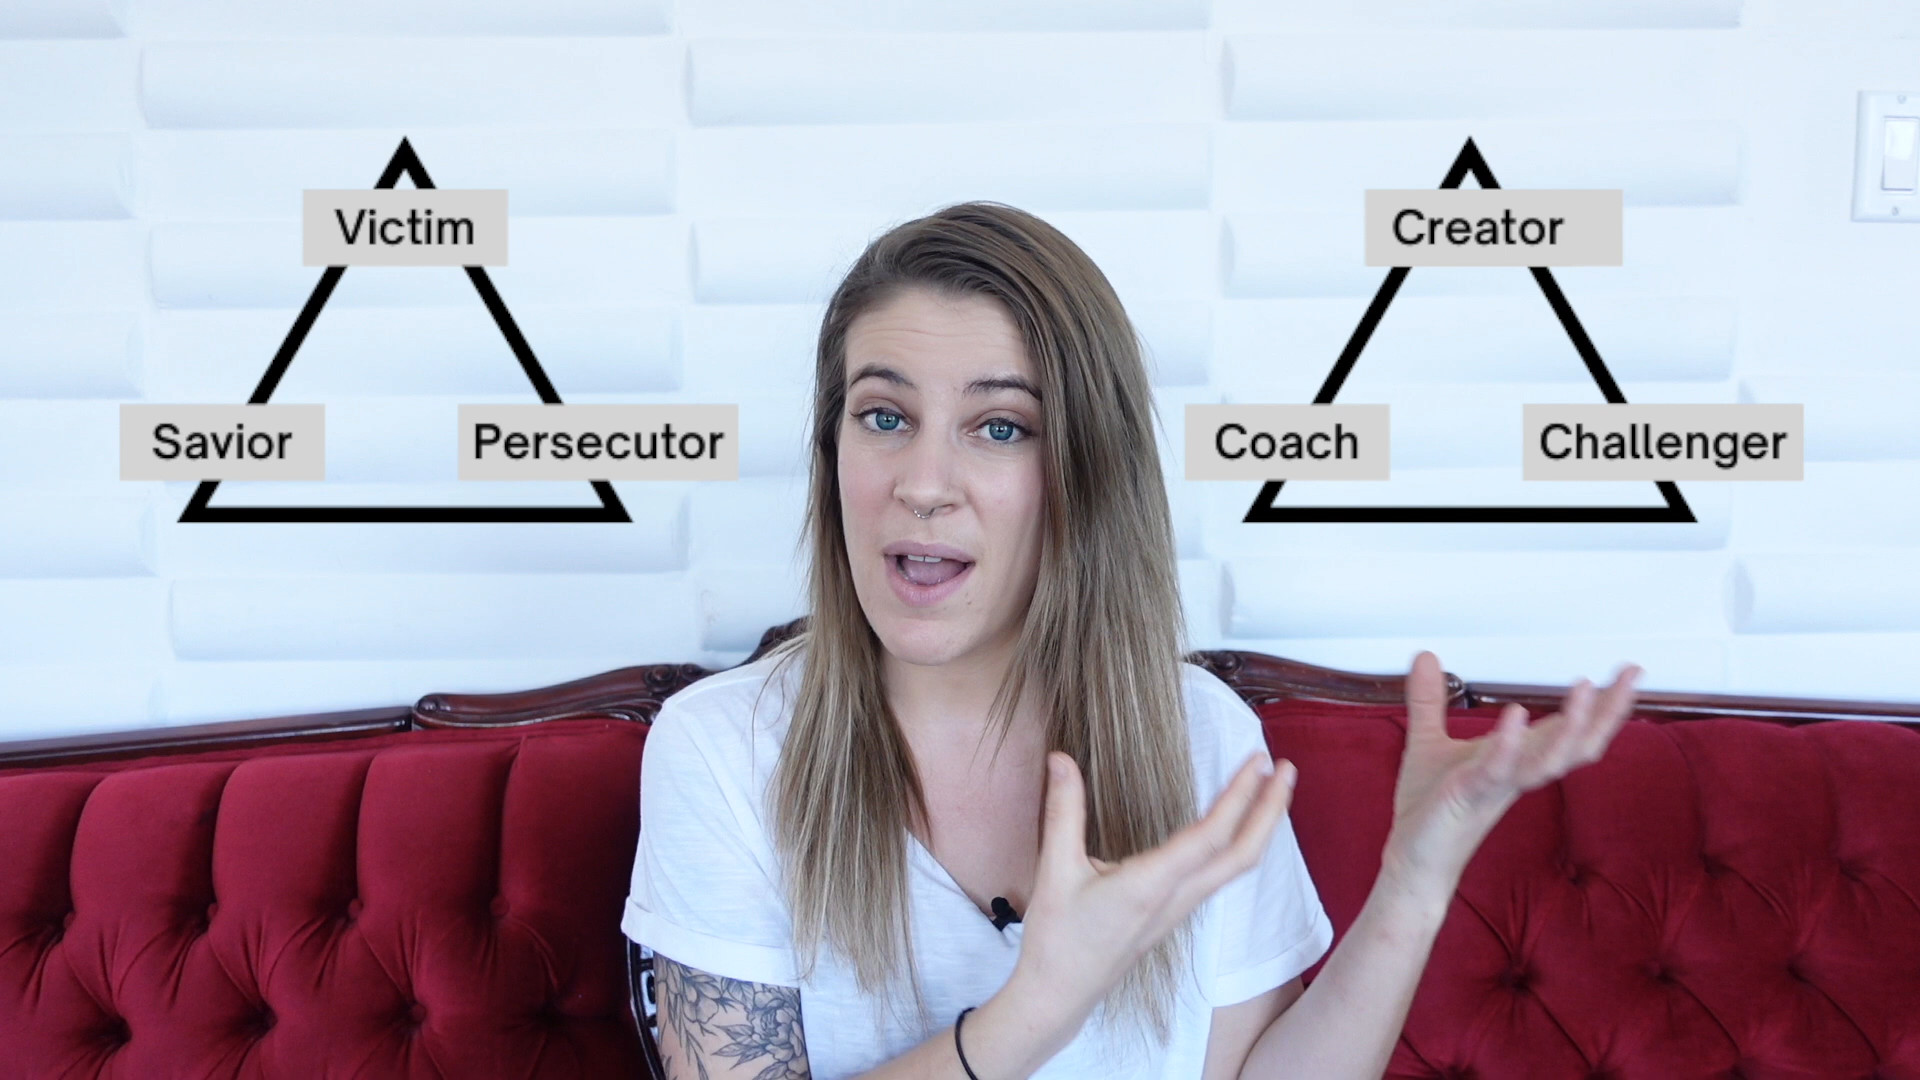 Victim
Savior
Persecutor
Creator
Coach
Challenger